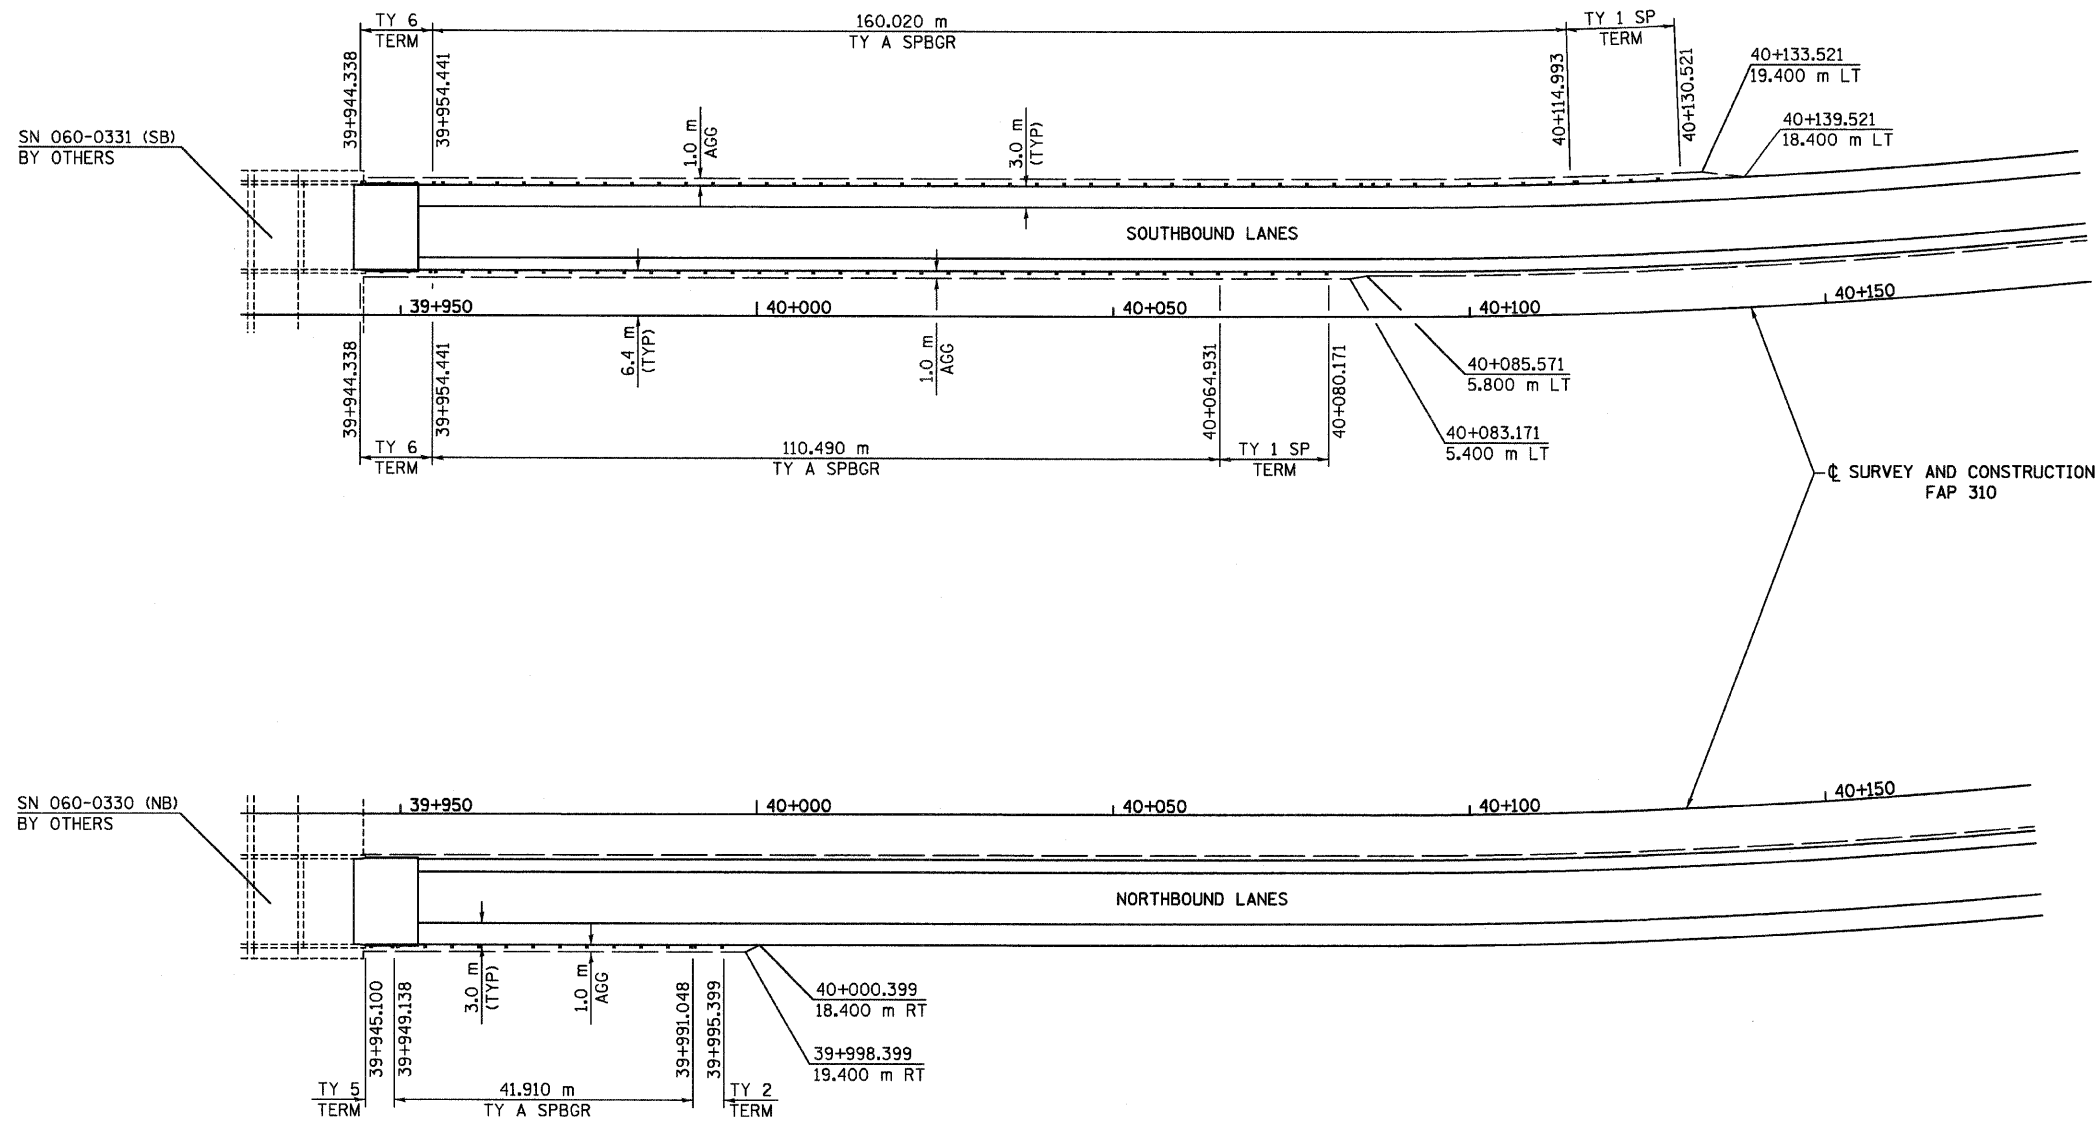 TY 6
TERM
160.020 m
TY A SPBGR
TY 1 SP
TERM
39+944.338
39+954.441
1.0 m
AGG
3.0 m
(TYP)
40+114.993
40+130.521
40+133.521
19.400 m LT
40+139.521
18.400 m LT
SN 060-0331 (SB)
BY OTHERS
SOUTHBOUND LANES
39+950
40+000
40+050
40+100
40+150
39+944.338
39+954.441
6.4 m
(TYP)
1.0 m
AGG
40+064.931
40+080.171
40+085.571
5.800 m LT
40+083.171
5.400 m LT
TY 6
TERM
110.490 m
TY A SPBGR
TY 1 SP
TERM
℄ SURVEY AND CONSTRUCTION
FAP 310
SN 060-0330 (NB)
BY OTHERS
39+950
40+000
40+050
40+100
40+150
NORTHBOUND LANES
39+945.100
39+949.138
3.0 m
(TYP)
1.0 m
AGG
39+991.048
39+995.399
40+000.399
18.400 m RT
39+998.399
19.400 m RT
TY 5
TERM
41.910 m
TY A SPBGR
TY 2
TERM